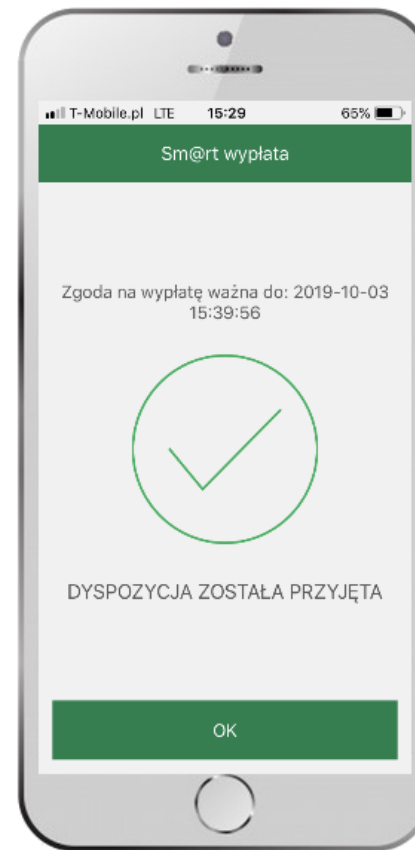 T-Mobile.pl LTE 15:29 65%
Sm@rt wypłata
Zgoda na wypłatę ważna do: 2019-10-03
15:39:56
DYSPOZYCJA ZOSTAŁA PRZYJĘTA
OK